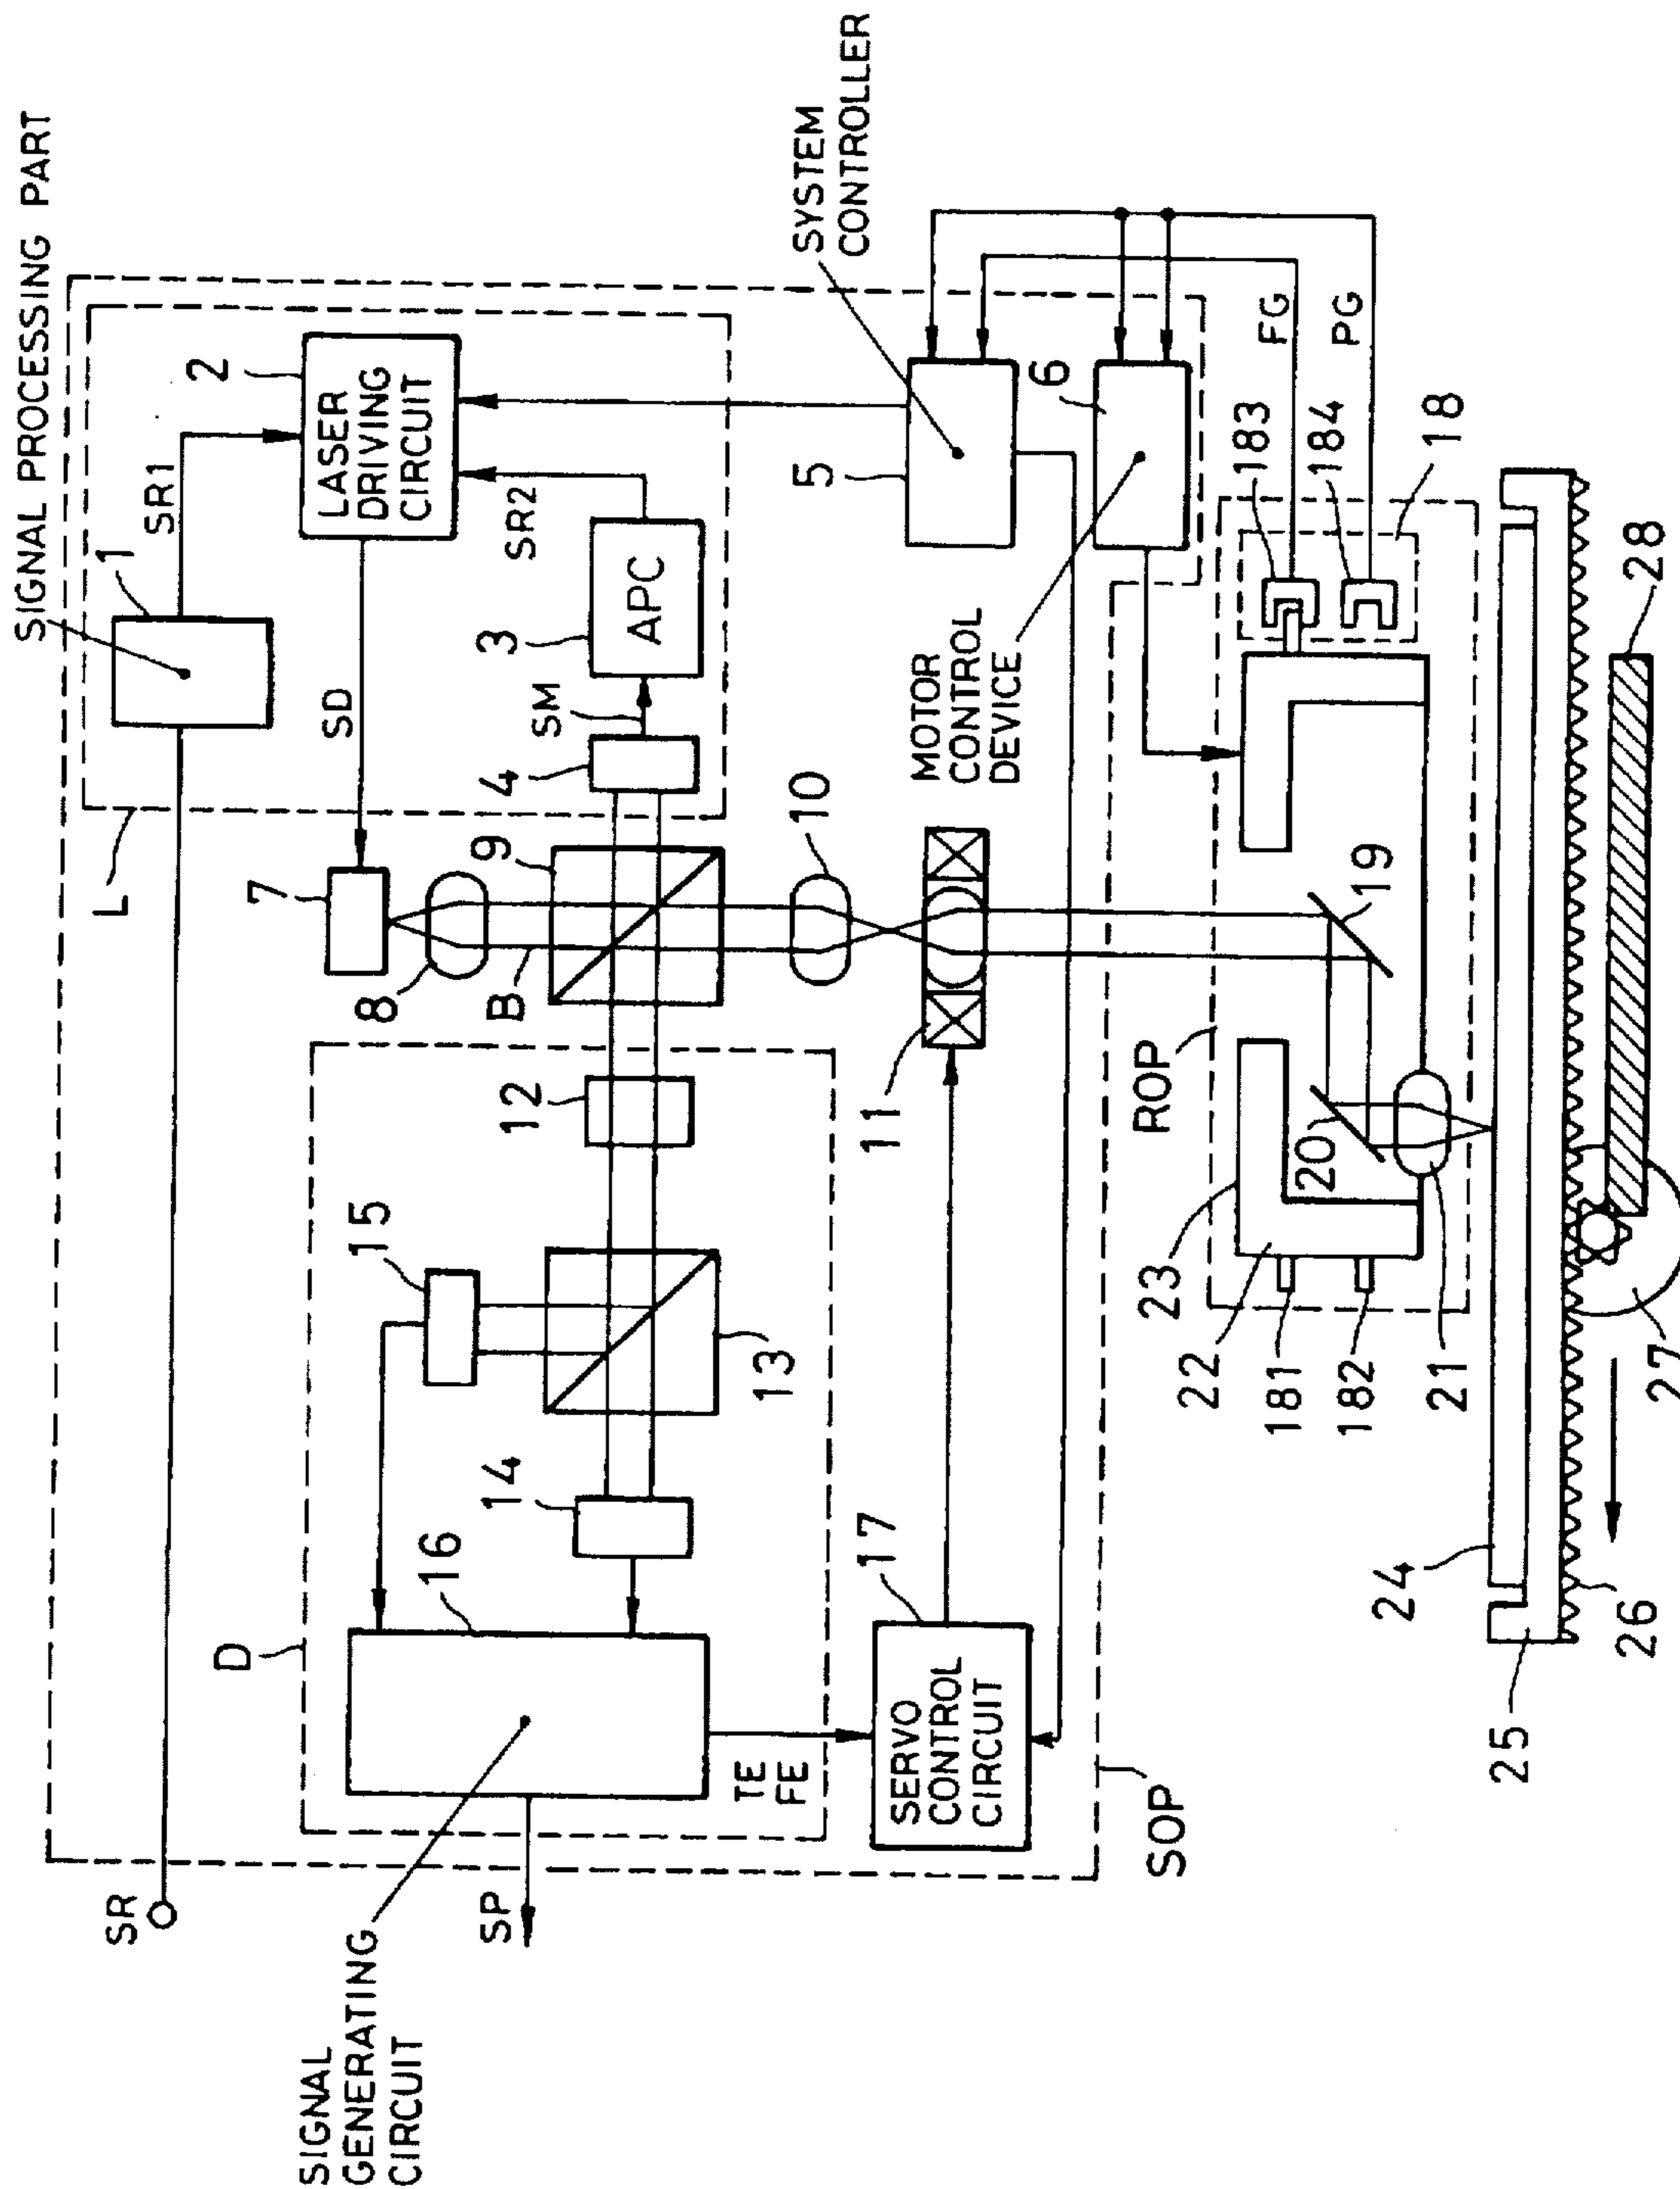 SIGNAL PROCESSING PART
1
SR1
2
LASER
DRIVING
CIRCUIT
SR2
3
APC
SM
4
SD
L
7
8
B
9
10
11
SYSTEM
CONTROLLER
5
6
MOTOR
CONTROL
DEVICE
FG
PG
183
184
18
12
13
14
15
16
D
SIGNAL
GENERATING
CIRCUIT
SR
SP
TE
FE
17
SERVO
CONTROL
CIRCUIT
SOP
ROP
19
20
21
22
23
181
182
24
25
26
27
28